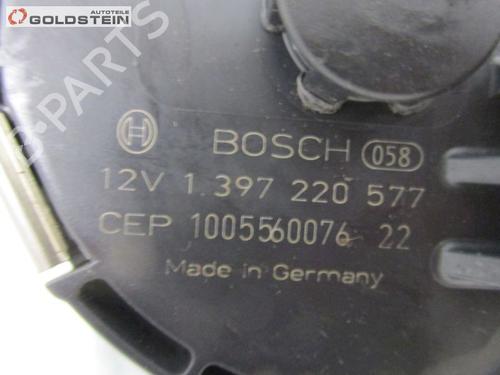 AUTOTEILE
GOLDSTEIN
B-PARTS
BOSCH 058
12V 1 397 220 577
CEP 1005560076 22
Made in Germany